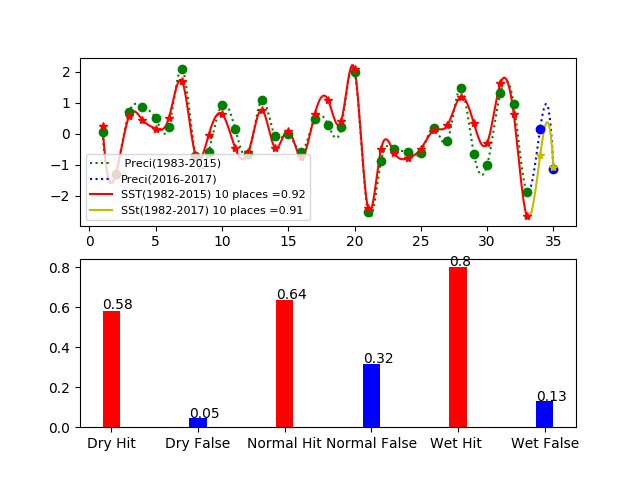 2
1
0
−1
−2
Preci(1983-2015)
Preci(2016-2017)
SST(1982-2015) 10 places =0.92
SSt(1982-2017) 10 places =0.91
0 5 10 15 20 25 30 35
0.8
0.6
0.4
0.2
0.0
0.58
0.05
0.64
0.32
0.8
0.13
Dry Hit Dry False Normal Hit Normal False Wet Hit Wet False